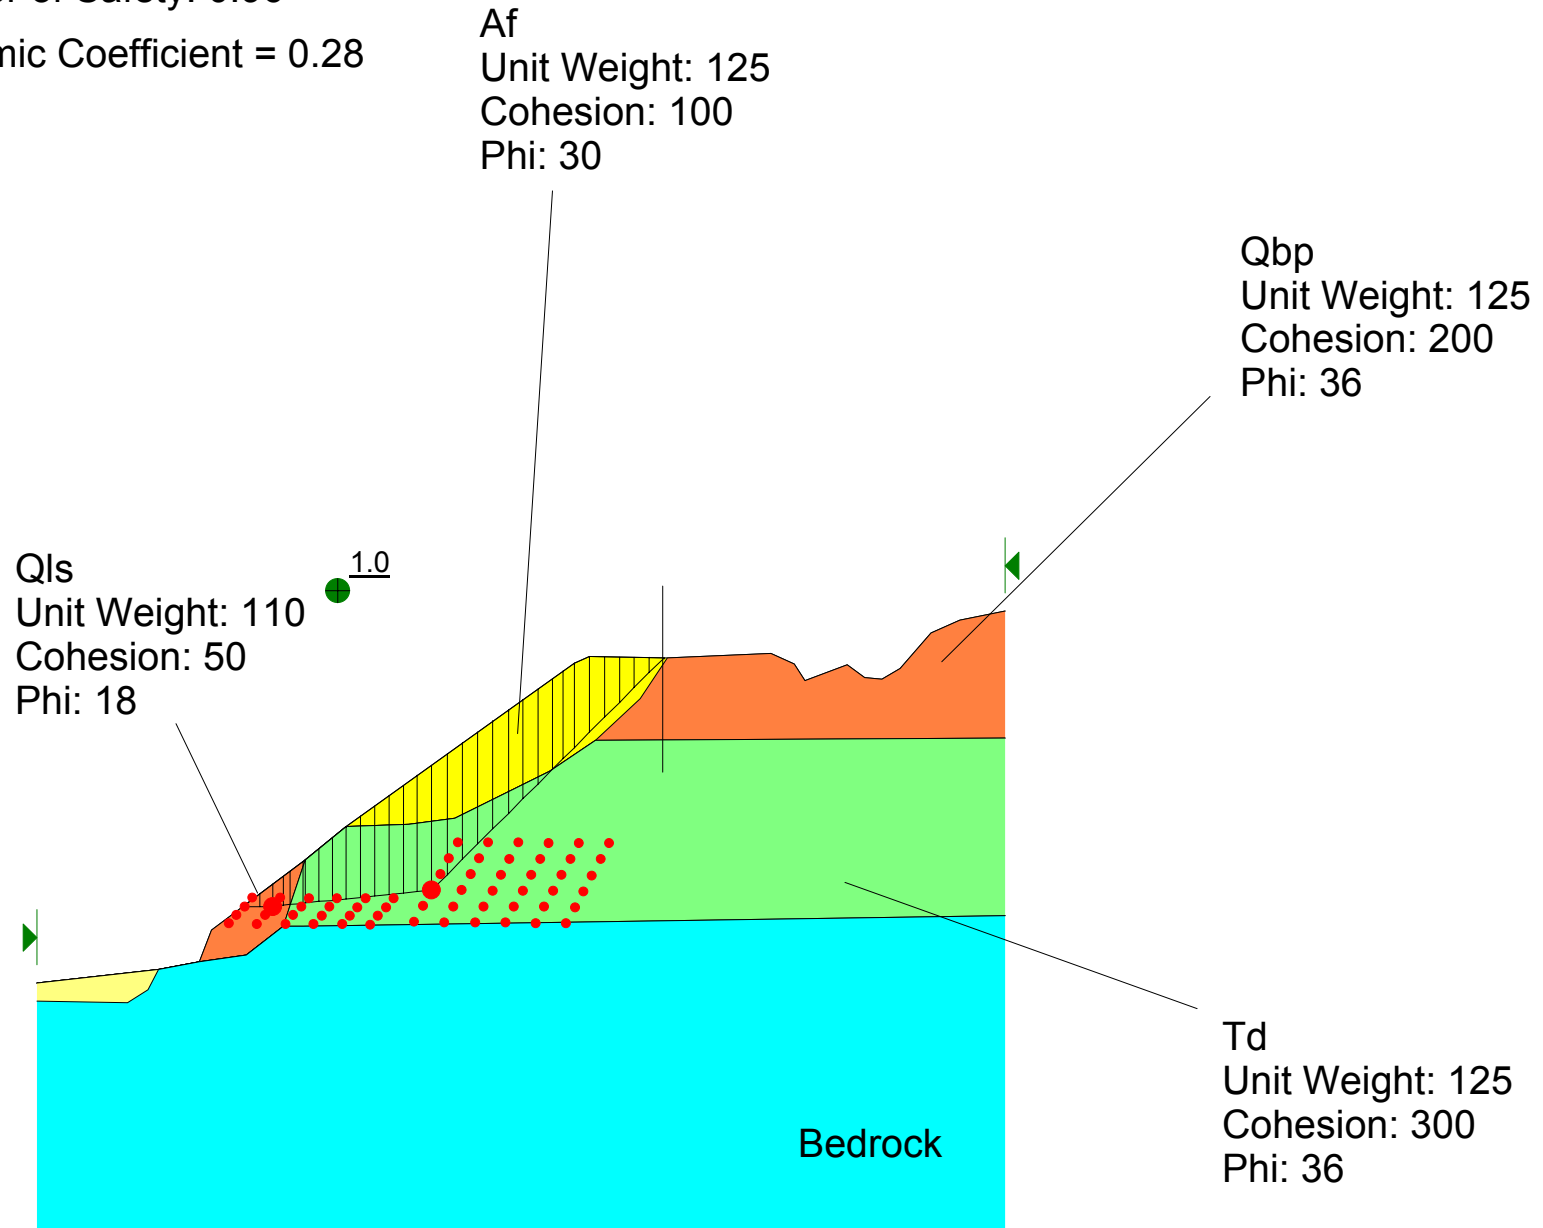 of Safety:
Coefficient = 0.28
Af
Unit Weight: 125
Cohesion: 100
Phi: 30
Qbp
Unit Weight: 125
Cohesion: 200
Phi: 36
Qls
Unit Weight: 110
Cohesion: 50
Phi: 18
1.0
Td
Unit Weight: 125
Cohesion: 300
Phi: 36
Bedrock